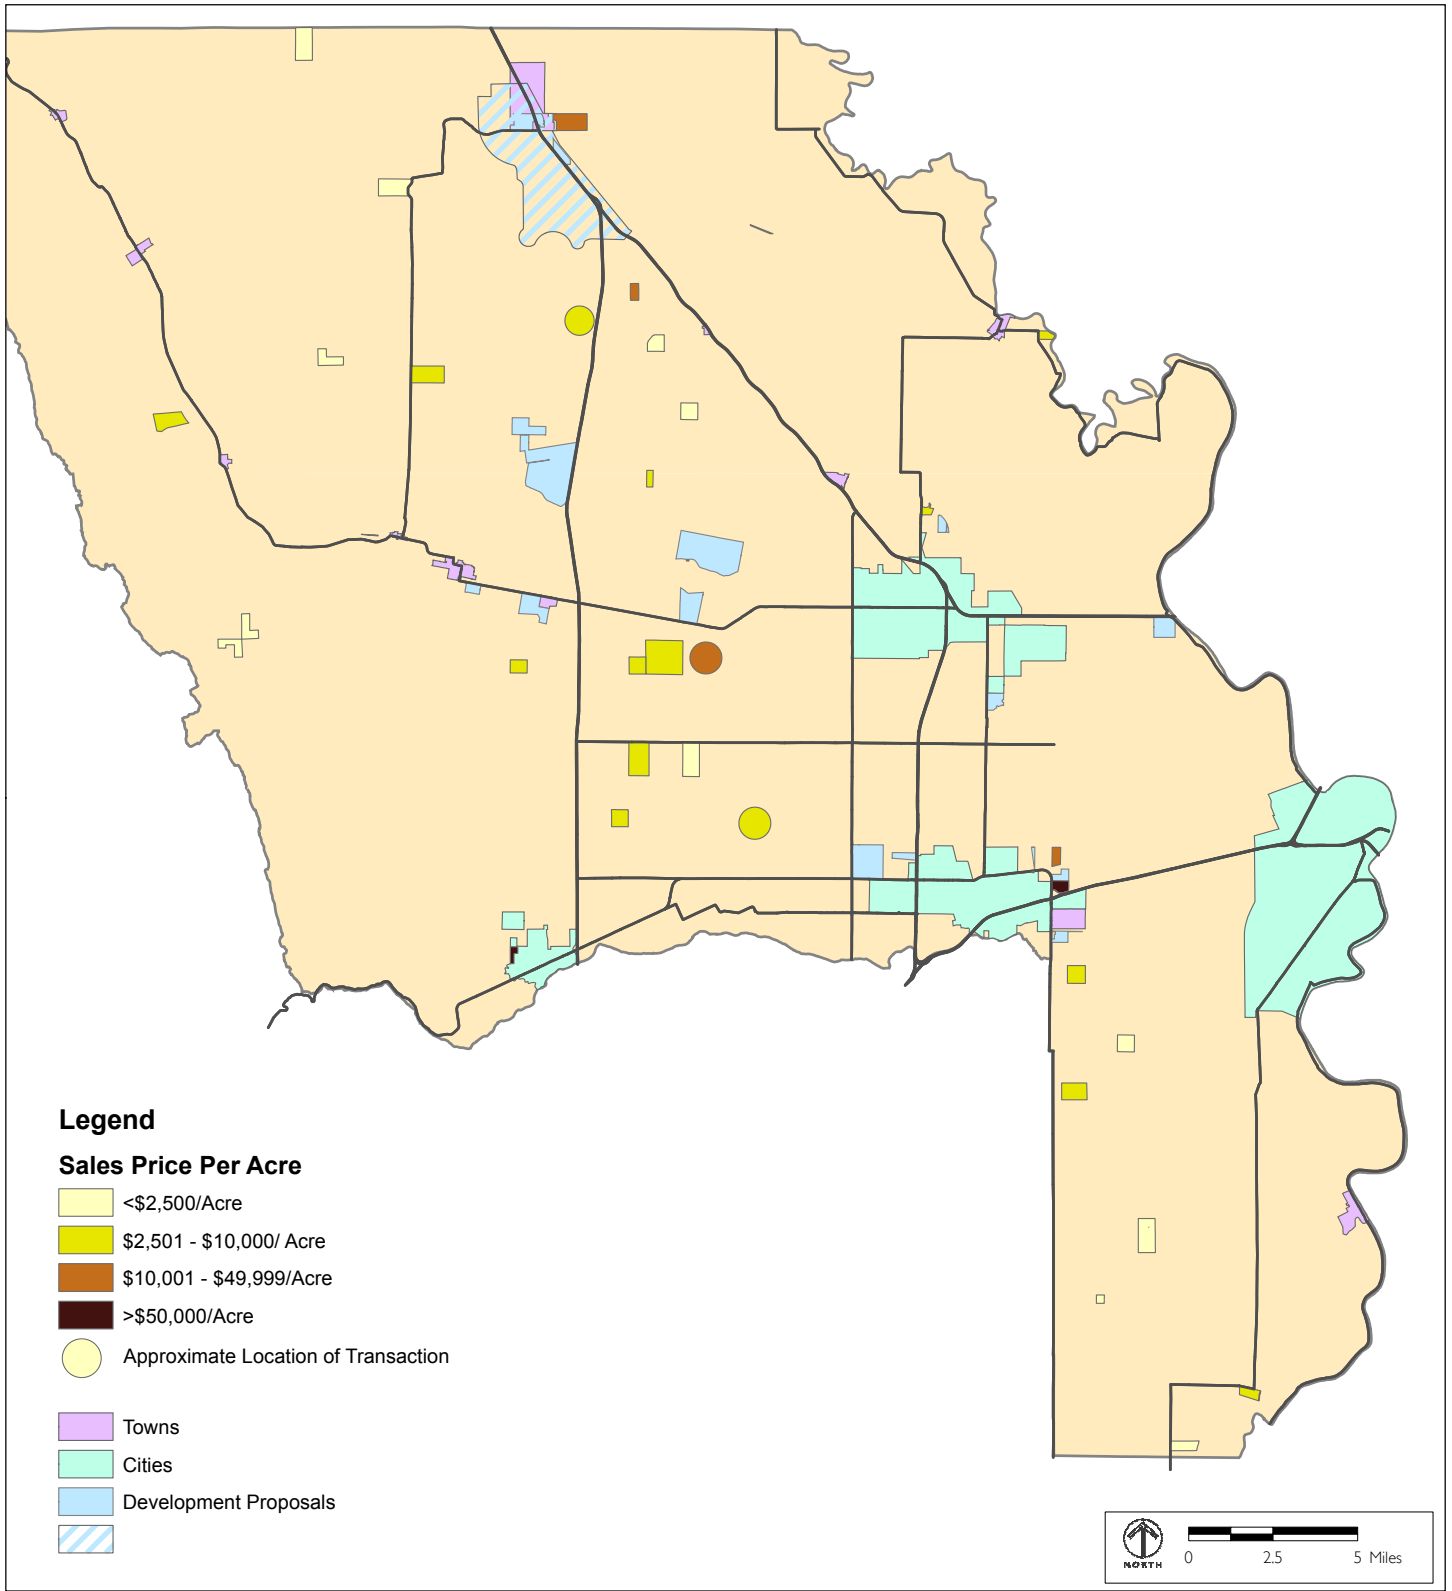 Legend
Sales Price Per Acre
<$2,500/Acre
$2,501 - $10,000/ Acre
$10,001 - $49,999/Acre
>$50,000/Acre
Approximate Location of Transaction
Towns
Cities
Development Proposals
NORTH
0 2.5 5 Miles